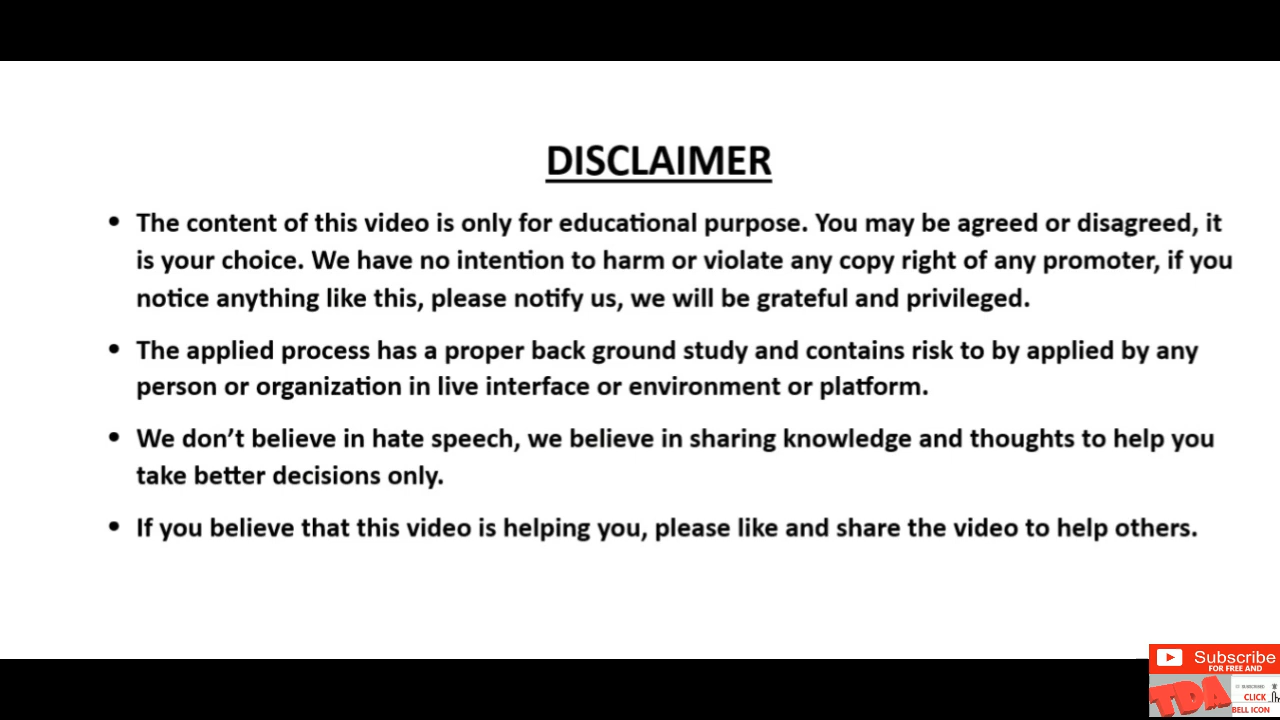 DISCLAIMER
• The content of this video is only for educational purpose. You may be agreed or disagreed, it
is your choice. We have no intention to harm or violate any copy right of any promoter, if you
notice anything like this, please notify us, we will be grateful and privileged.
• The applied process has a proper back ground study and contains risk to by applied by any
person or organization in live interface or environment or platform.
• We don’t believe in hate speech, we believe in sharing knowledge and thoughts to help you
take better decisions only.
• If you believe that this video is helping you, please like and share the video to help others.
Subscribe
FOR FREE AND
TDA
SUBSCRIBED
CLICK
BELL ICON